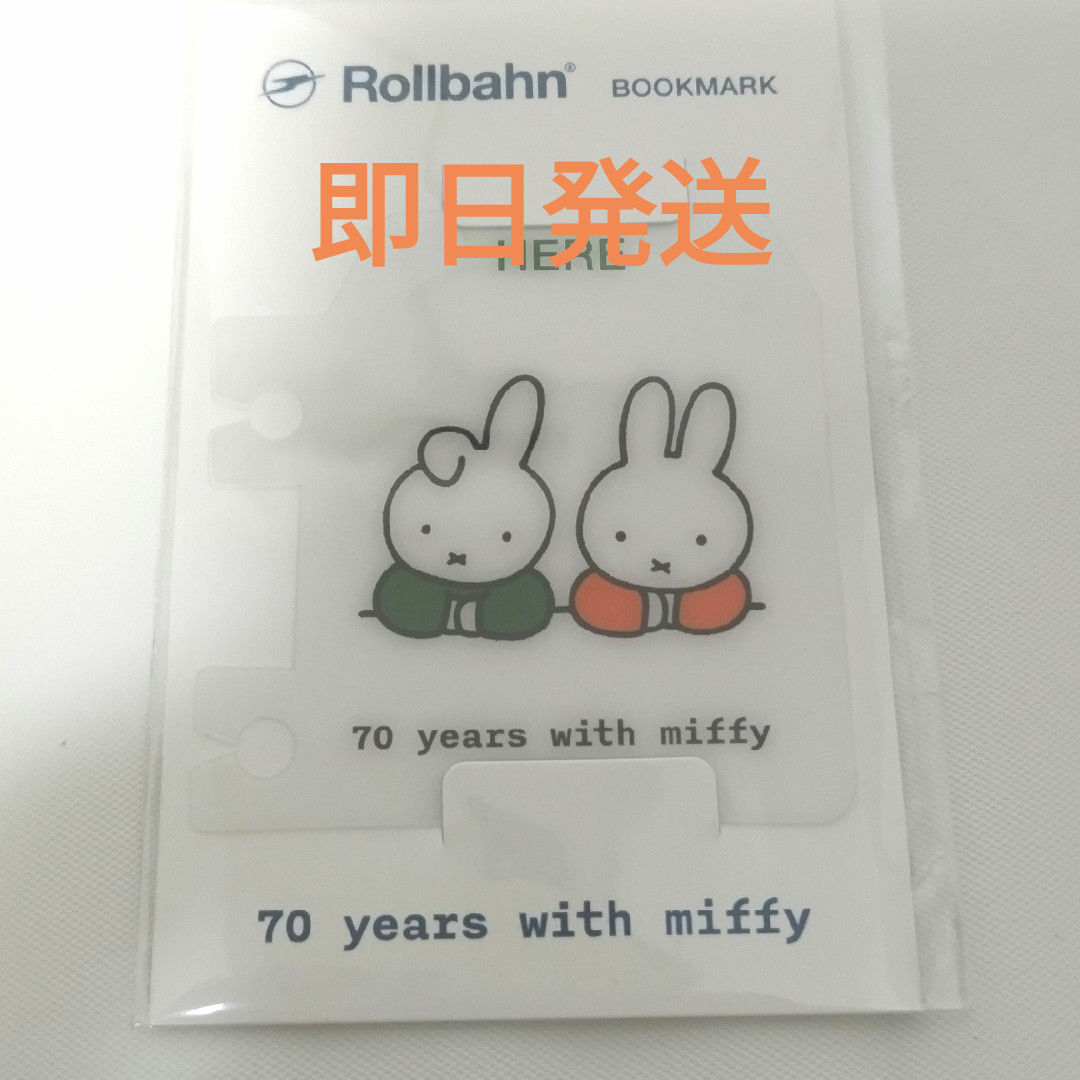 Rollbahn® BOOKMARK
即日発送
HERE
70 years with miffy
70 years with miffy